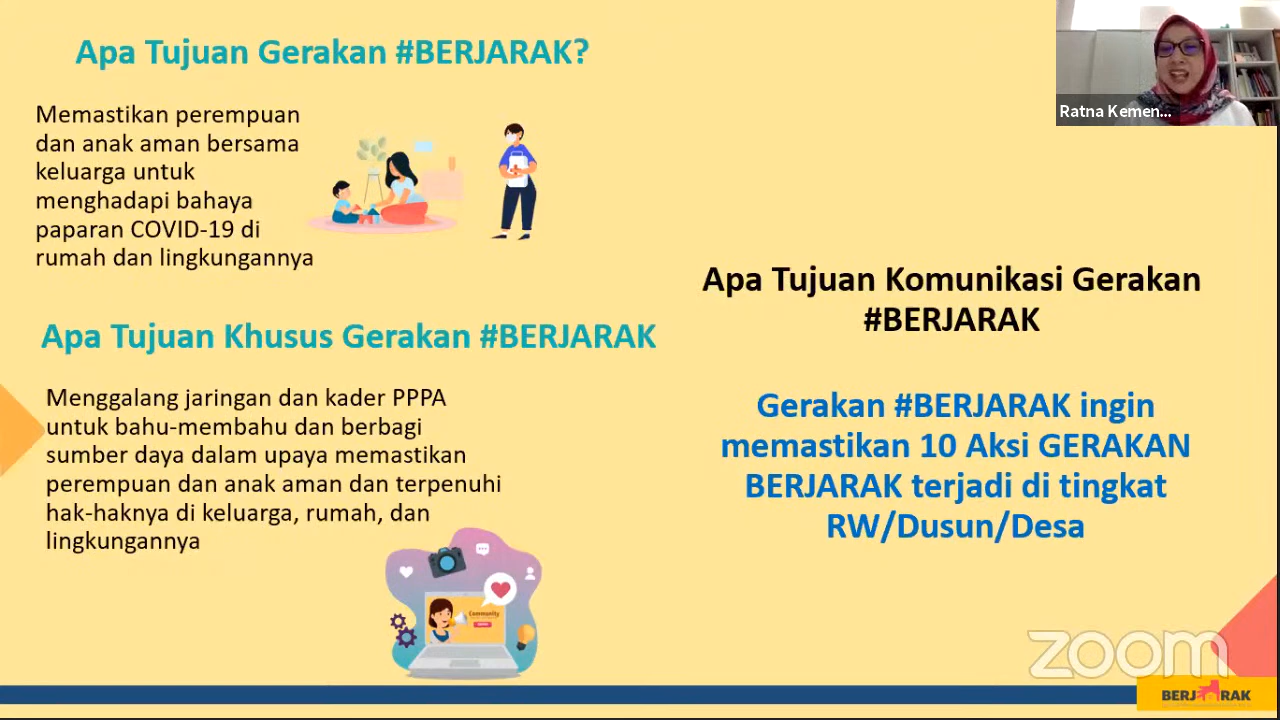 Apa Tujuan Gerakan #BERJARAK?
Memastikan perempuan
dan anak aman bersama
keluarga untuk
menghadapi bahaya
paparan COVID-19 di
rumah dan lingkungannya
Apa Tujuan Khusus Gerakan #BERJARAK
Menggalang jaringan dan kader PPPA
untuk bahu-membahu dan berbagi
sumber daya dalam upaya memastikan
perempuan dan anak aman dan terpenuhi
hak-haknya di keluarga, rumah, dan
lingkungannya
Community
Ratna Kemen...
Apa Tujuan Komunikasi Gerakan
#BERJARAK
Gerakan #BERJARAK ingin
memastikan 10 Aksi GERAKAN
BERJARAK terjadi di tingkat
RW/Dusun/Desa
zoom
BERJARAK